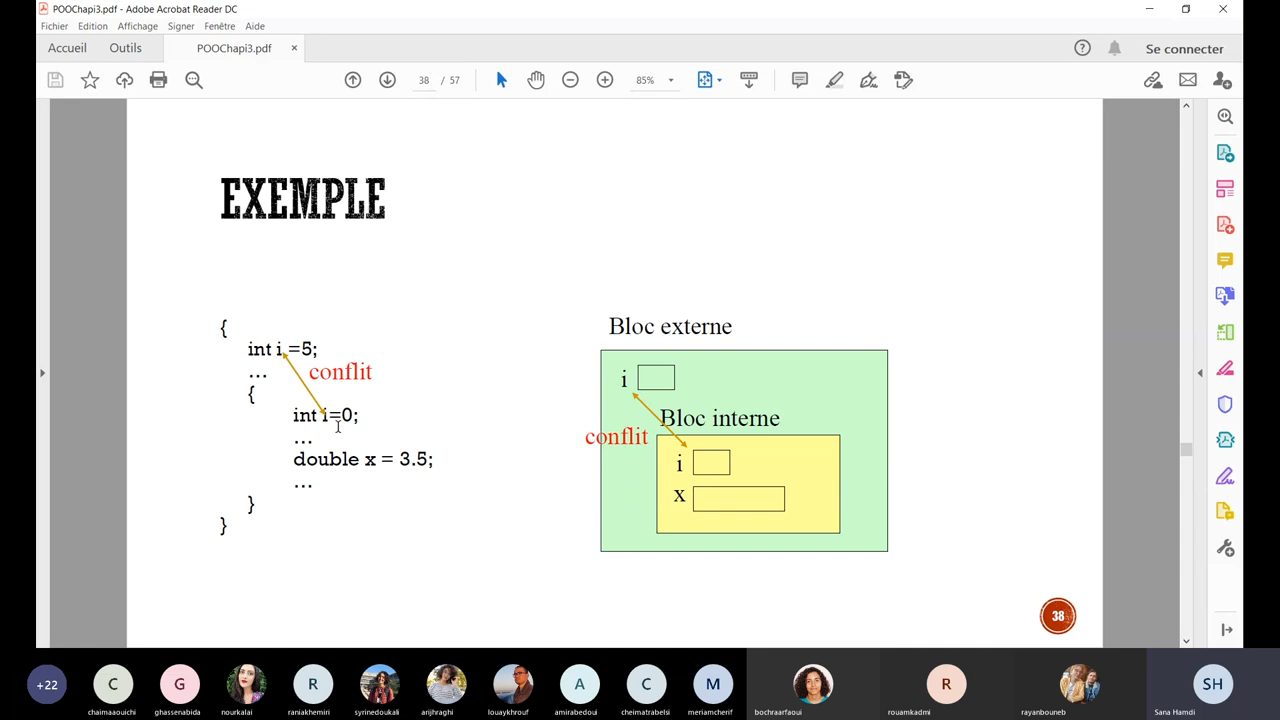 POOChapi3.pdf - Adobe Acrobat Reader DC
Fichier Edition Affichage Signer Fenêtre Aide
Accueil Outils POOChapi3.pdf × Se connecter
38 / 57 85%
EXEMPLE
{
int i =5;
conflit
...
{
int i=0;
...
double x = 3.5;
...
}
}
Bloc externe
i
Bloc interne
conflit
i
x
38
+22 C G R A C M R SH
chaimaaouichi ghassenabida nourkalai raniakhemiri syrinedoukali arijhraghi louaykhrouf amirabedoui cheimatrabelsi meriamcherif bochraarfaoui rouamkadmi rayanbouneb Sana Hamdi